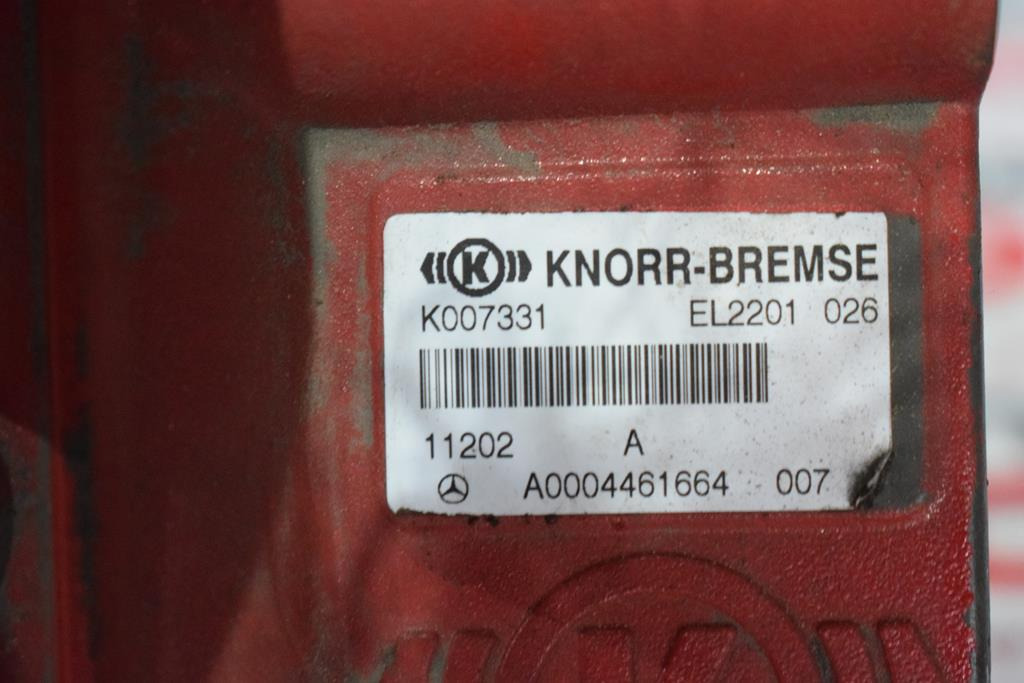 K KNORR-BREMSE
K007331 EL2201 026
11202 A
A0004461664 007
K